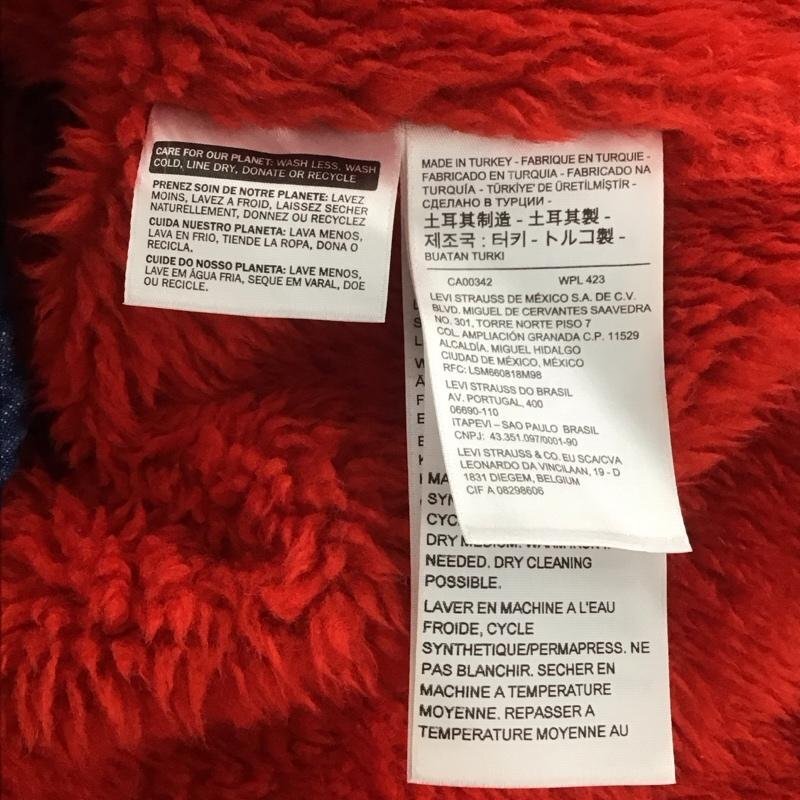 CARE FOR OUR PLANET: WASH LESS, WASH
COLD, LINE DRY, DONATE OR RECYCLE
PRENEZ SOIN DE NOTRE PLANETE: LAVEZ
MOINS, LAVEZ A FROID, LAISSEZ SECHER
NATURELLEMENT, DONNEZ OU RECYCLEZ
CUIDA NUESTRO PLANETA: LAVA MENOS,
LAVA EN FRIO, TIENDE LA ROPA, DONA O
RECICLA.
CUIDE DO NOSSO PLANETA: LAVE MENOS,
LAVE EM ÁGUA FRIA, SEQUE EM VARAL, DOE
OU RECICLE.
MADE IN TURKEY - FABRIQUE EN TURQUIE -
FABRICADO EN TURQUIA - FABRICADO NA
TURQUÍA - TÜRKİYE' DE ÜRETİLMİŞTİR -
СДЕЛАНО В ТУРЦИИ -
土耳其制造 - 土耳其製 -
제조국 : 터키 - トルコ製 -
BUATAN TURKI
CA00342 WPL 423
LEVI STRAUSS DE MÉXICO S.A. DE C.V.
BLVD. MIGUEL DE CERVANTES SAAVEDRA
NO. 301, TORRE NORTE PISO 7
COL. AMPLIACIÓN GRANADA C.P. 11529
ALCALDÍA, MIGUEL HIDALGO
CIUDAD DE MÉXICO, MÉXICO
RFC: LSM660818M98
LEVI STRAUSS DO BRASIL
AV. PORTUGAL, 400
06690-110
ITAPEVI – SAO PAULO BRASIL
CNPJ: 43.351.097/0001-90
LEVI STRAUSS & CO. EU SCA/CVA
LEONARDO DA VINCILAAN, 19 - D
1831 DIEGEM, BELGIUM
CIF A 08298606
MA
SYN
CYC
DRY MEDIUM. WARM
NEEDED. DRY CLEANING
POSSIBLE.
LAVER EN MACHINE A L'EAU
FROIDE, CYCLE
SYNTHETIQUE/PERMAPRESS. NE
PAS BLANCHIR. SECHER EN
MACHINE A TEMPERATURE
MOYENNE. REPASSER A
TEMPERATURE MOYENNE AU